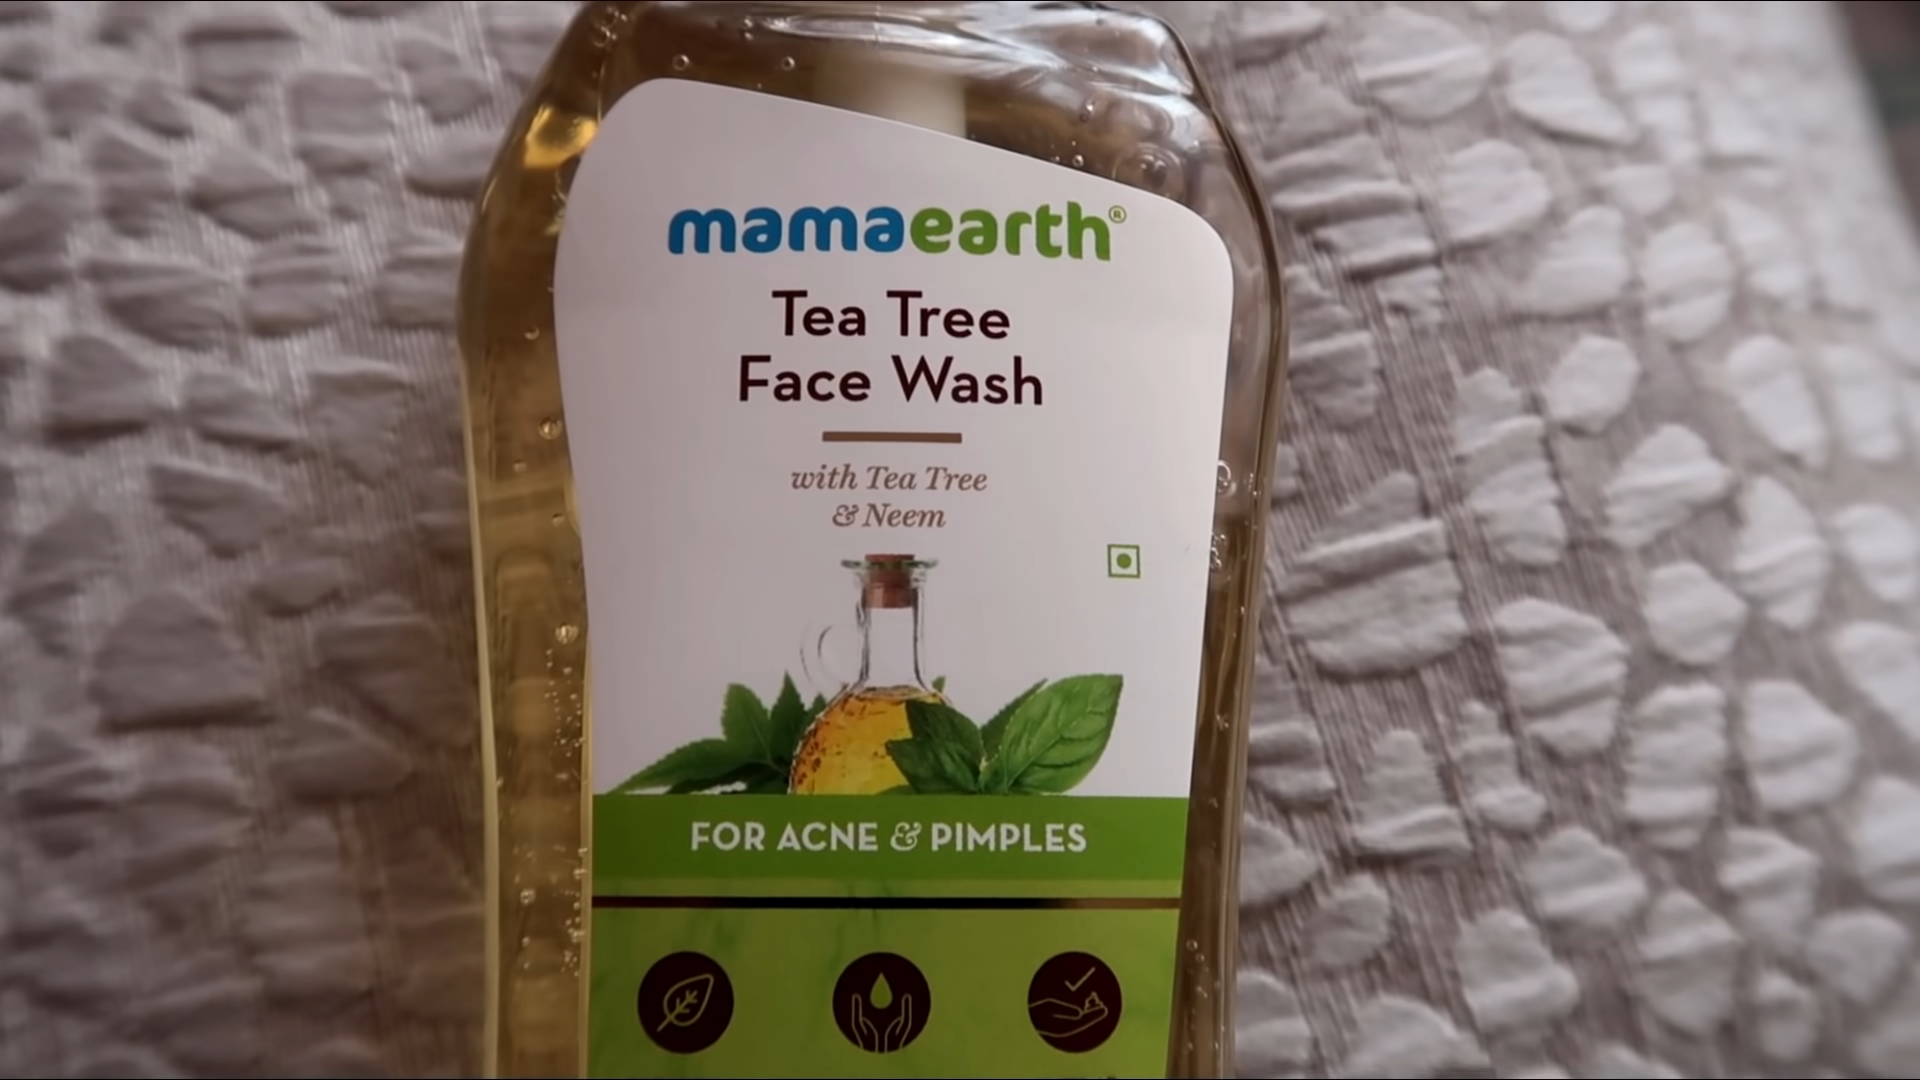 mamaearth®
Tea Tree
Face Wash
with Tea Tree
& Neem
FOR ACNE & PIMPLES